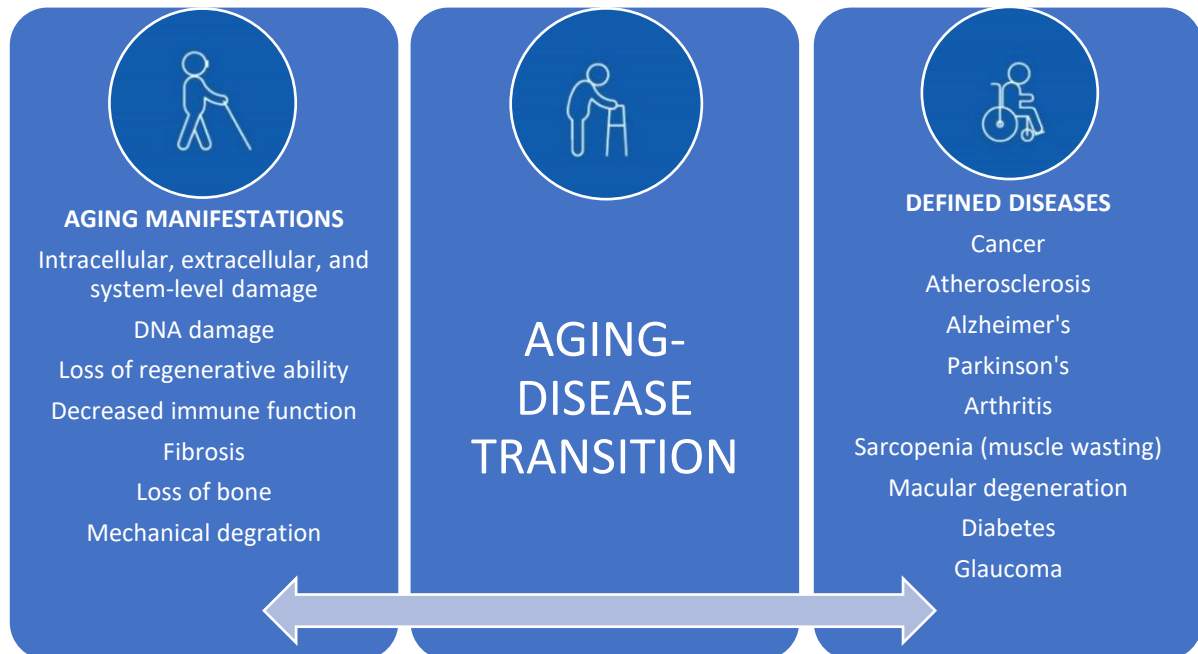 AGING MANIFESTATIONS
Intracellular, extracellular, and
system-level damage
DNA damage
Loss of regenerative ability
Decreased immune function
Fibrosis
Loss of bone
Mechanical degration
AGING-
DISEASE
TRANSITION
DEFINED DISEASES
Cancer
Atherosclerosis
Alzheimer's
Parkinson's
Arthritis
Sarcopenia (muscle wasting)
Macular degeneration
Diabetes
Glaucoma